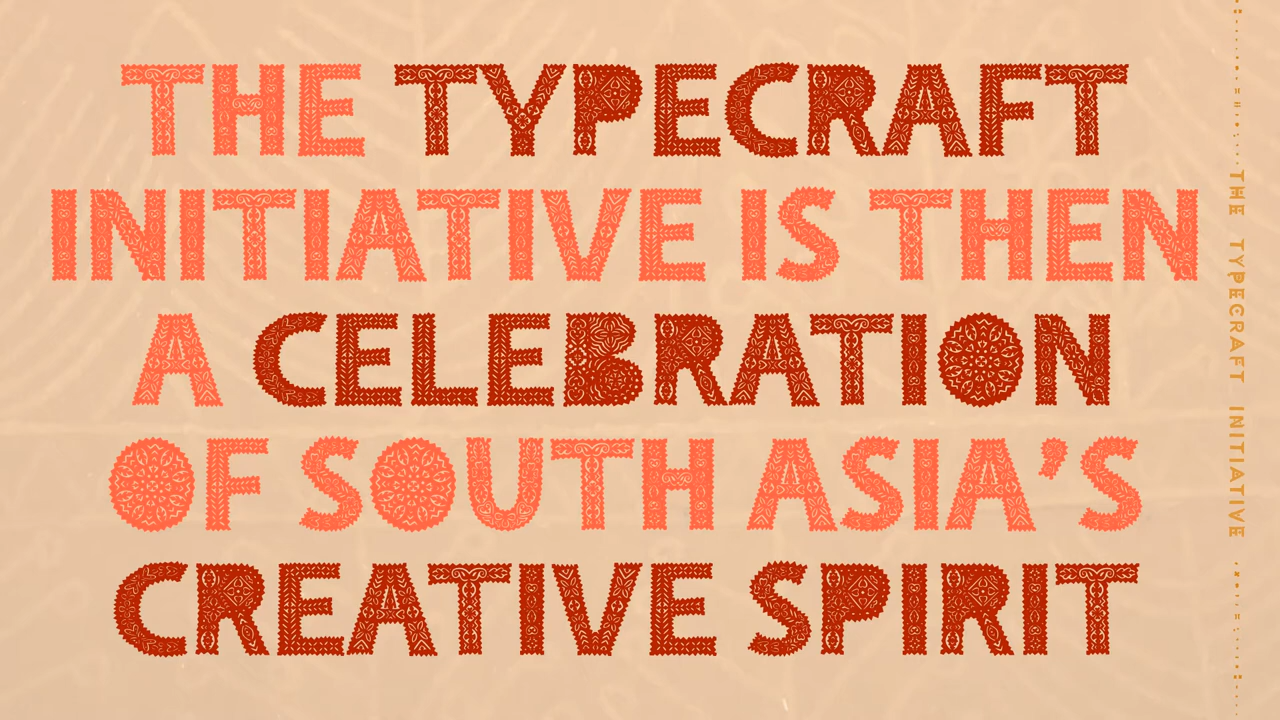 THE TYPECRAFT
INITIATIVE IS THEN
A CELEBRATION
OF SOUTH ASIA’S
CREATIVE SPIRIT
THE TYPECRAFT INITIATIVE